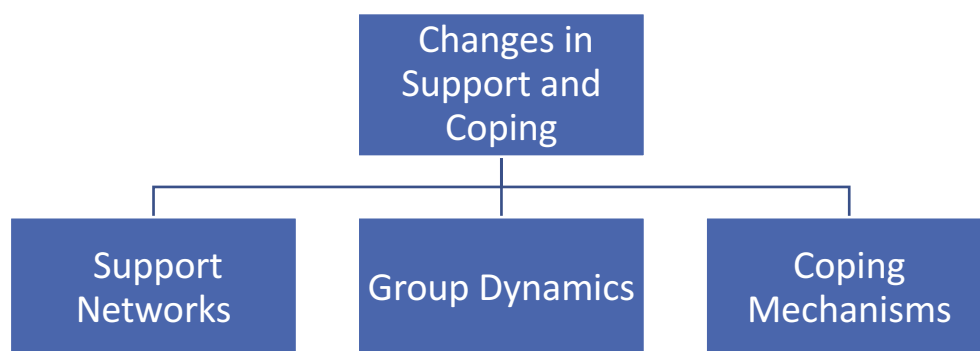 Changes in
Support and
Coping
Support
Networks
Group Dynamics
Coping
Mechanisms